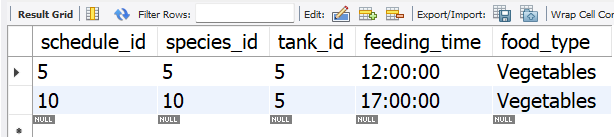 Result Grid Filter Rows: Edit: Export/Import: Wrap Cell Co
schedule_id species_id tank_id feeding_time food_type
5 5 5 12:00:00 Vegetables
10 10 5 17:00:00 Vegetables
NULL NULL NULL NULL NULL